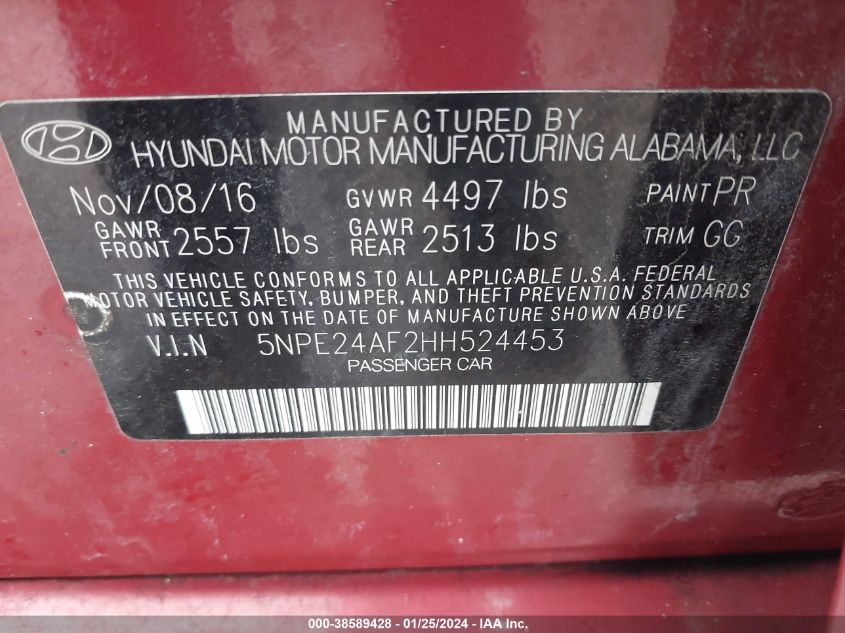 MANUFACTURED BY
HYUNDAI MOTOR MANUFACTURING ALABAMA, LLC
Nov/08/16 GVWR 4497 lbs PAINT PR
GAWR FRONT 2557 lbs GAWR REAR 2513 lbs TRIM GG
THIS VEHICLE CONFORMS TO ALL APPLICABLE U.S.A. FEDERAL
MOTOR VEHICLE SAFETY, BUMPER, AND THEFT PREVENTION STANDARDS
IN EFFECT ON THE DATE OF MANUFACTURE SHOWN ABOVE
V.I.N 5NPE24AF2HH524453
PASSENGER CAR
000-38589428 - 01/25/2024 - IAA, Inc.